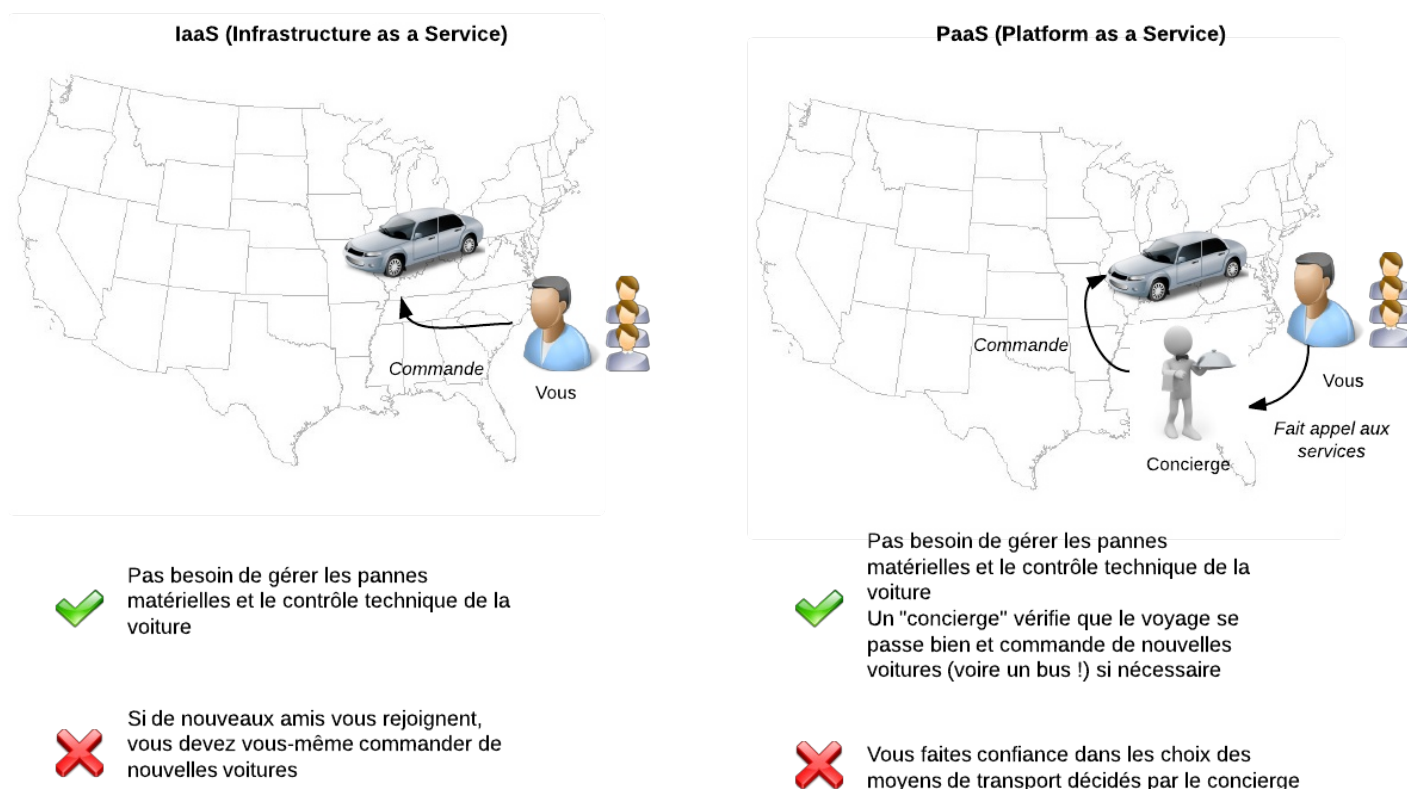 IaaS (Infrastructure as a Service)
Commande
Vous
Pas besoin de gérer les pannes
matérielles et le contrôle technique de la
voiture
Si de nouveaux amis vous rejoignent,
vous devez vous-même commander de
nouvelles voitures
PaaS (Platform as a Service)
Commande
Vous
Fait appel aux
services
Concierge
Pas besoin de gérer les pannes
matérielles et le contrôle technique de la
voiture
Un "concierge" vérifie que le voyage se
passe bien et commande de nouvelles
voitures (voire un bus !) si nécessaire
Vous faites confiance dans les choix des
moyens de transport décidés par le concierge